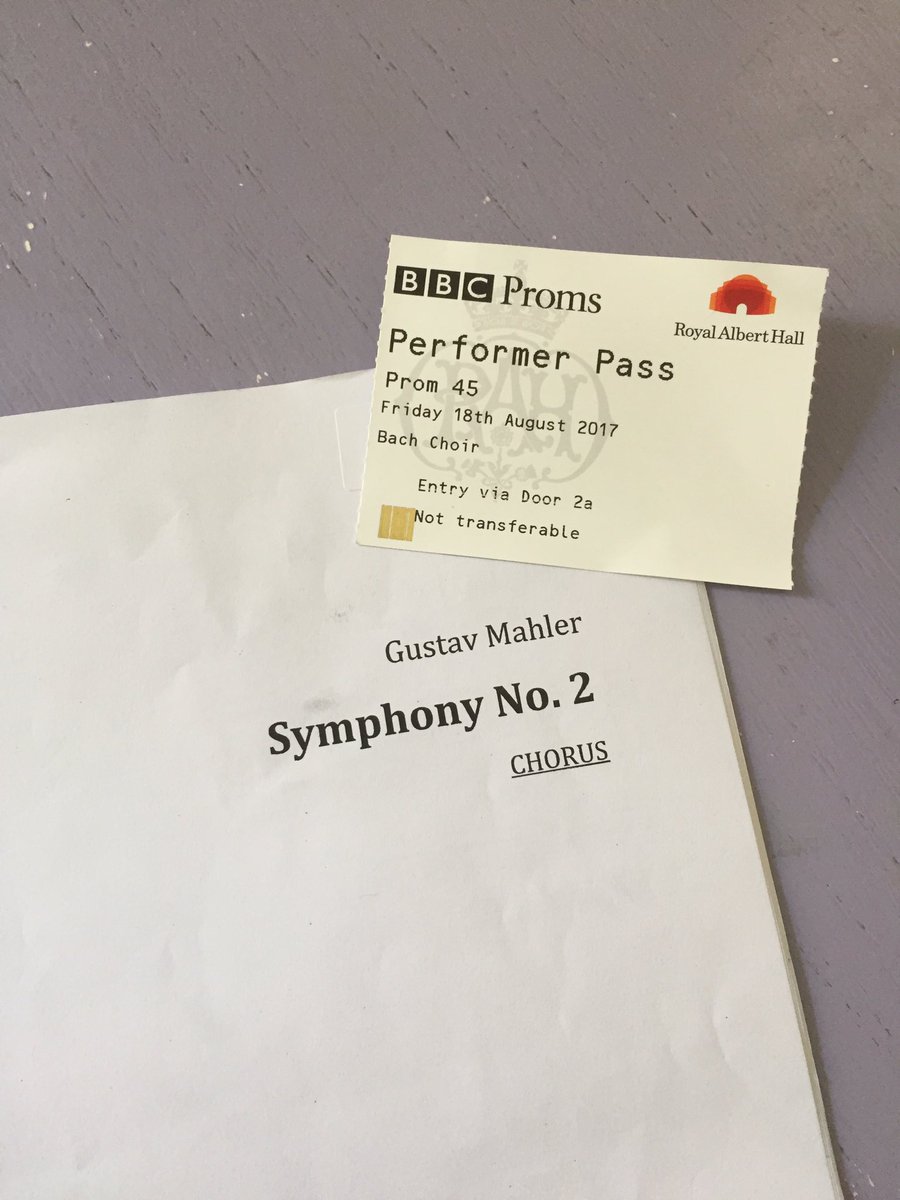 BBC Proms
Royal Albert Hall
Performer Pass
Prom 45
Friday 18th August 2017
Bach Choir
Entry via Door 2a
Not transferable
Gustav Mahler
Symphony No. 2
CHORUS